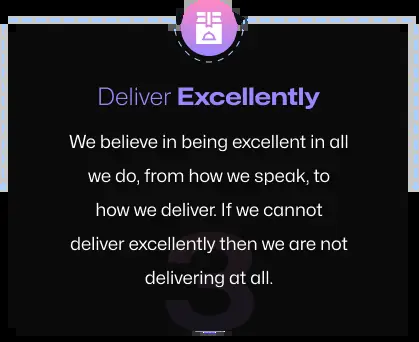 Deliver Excellently
We believe in being excellent in all
we do, from how we speak, to
how we deliver. If we cannot
deliver excellently then we are not
delivering at all.
3